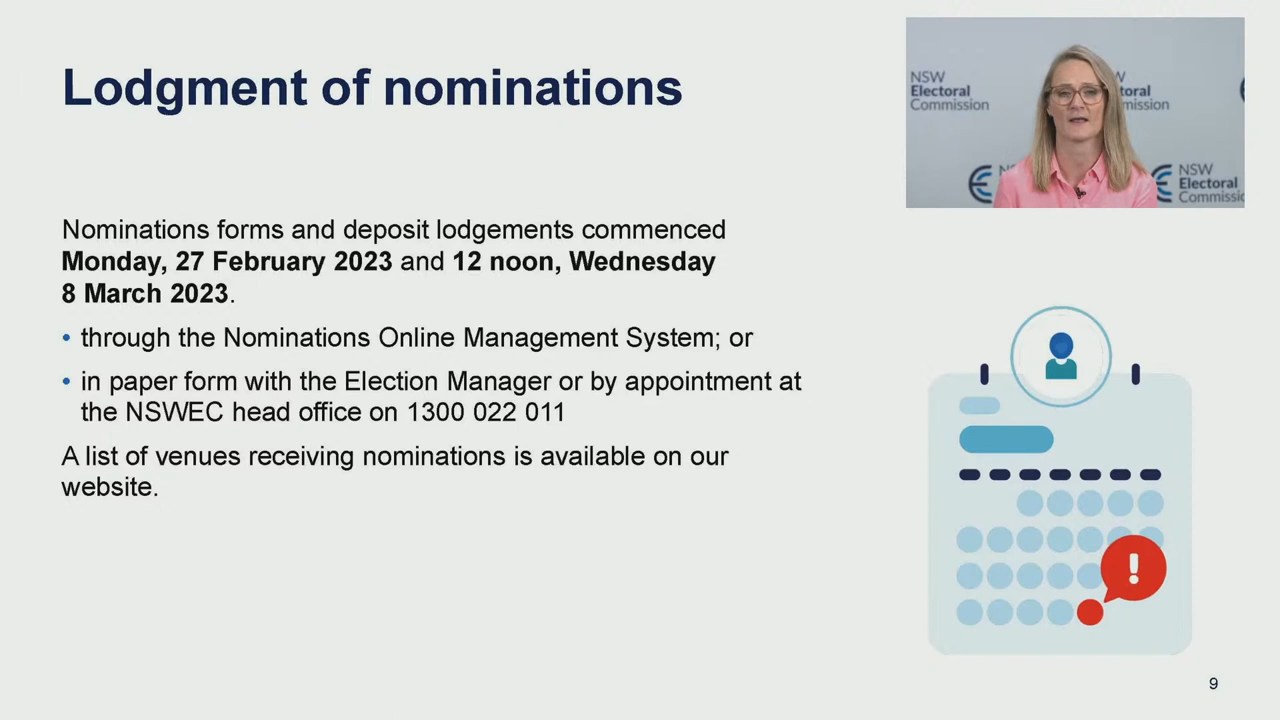 Lodgment of nominations
NSW
Electoral
Commission
NSW
Electoral
Nominations forms and deposit lodgements commenced
Monday, 27 February 2023 and 12 noon, Wednesday
8 March 2023.
• through the Nominations Online Management System; or
• in paper form with the Election Manager or by appointment at
the NSWEC head office on 1300 022 011
A list of venues receiving nominations is available on our
website.
!
9